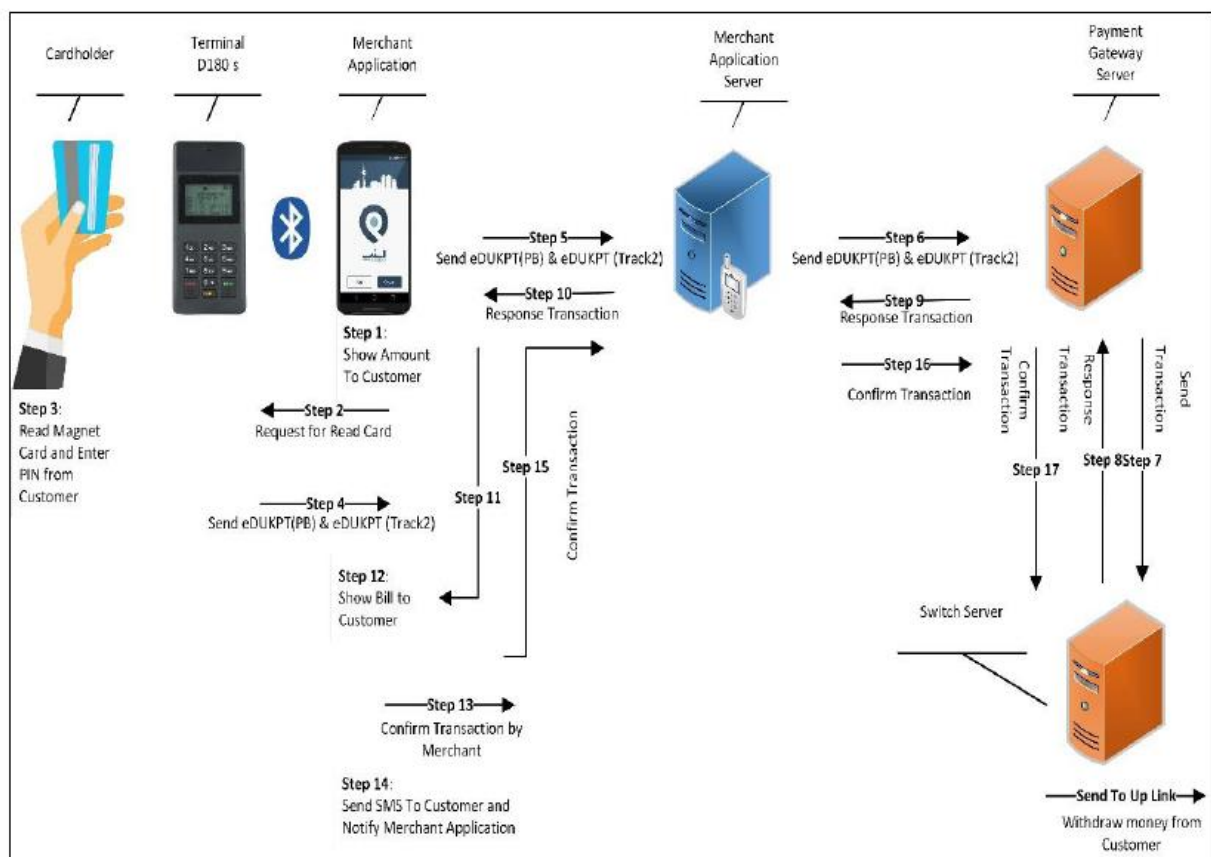 Cardholder
Terminal
D180 s
Merchant
Application
Merchant
Application
Server
Payment
Gateway
Server
Step 5
Send eDUKPT(PB) & eDUKPT (Track2)
Step 10
Response Transaction
Step 6
Send eDUKPT(PB) & eDUKPT (Track2)
Step 9
Response Transaction
Step 16
Confirm Transaction
Step 1:
Show Amount
To Customer
Step 2
Request for Read Card
Step 3:
Read Magnet
Card and Enter
PIN from
Customer
Step 4
Send eDUKPT(PB) & eDUKPT (Track2)
Step 11
Step 15
Confirm Transaction
Confirm
Transaction
Step 17
Response
Transaction
Step 8
Send
Transaction
Step 7
Step 12:
Show Bill to
Customer
Switch Server
Step 13
Confirm Transaction by
Merchant
Step 14:
Send SMS To Customer and
Notify Merchant Application
Send To Up Link
Withdraw money from
Customer